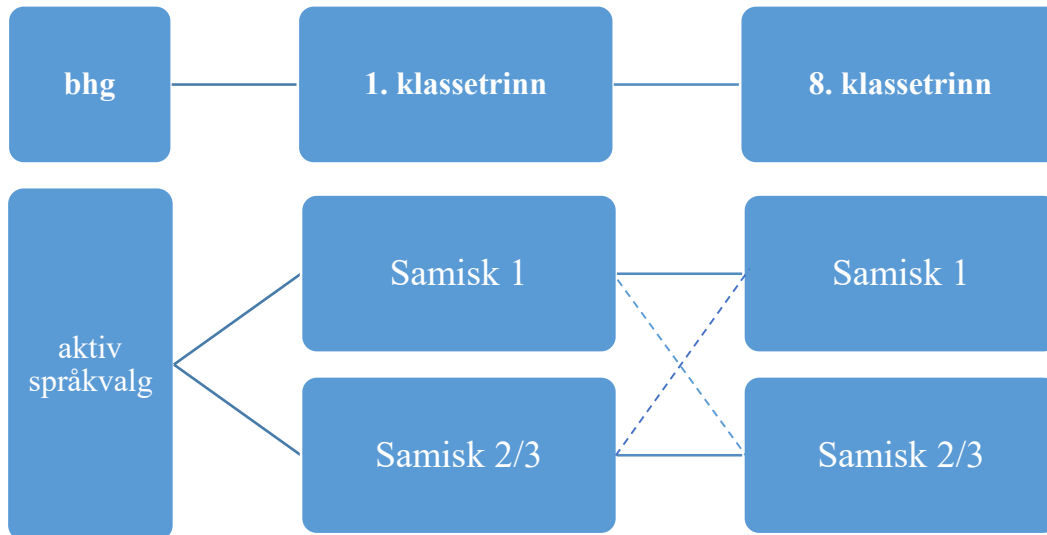 bhg
1. klassetrinn
8. klassetrinn
aktiv
språkvalg
Samisk 1
Samisk 1
Samisk 2/3
Samisk 2/3